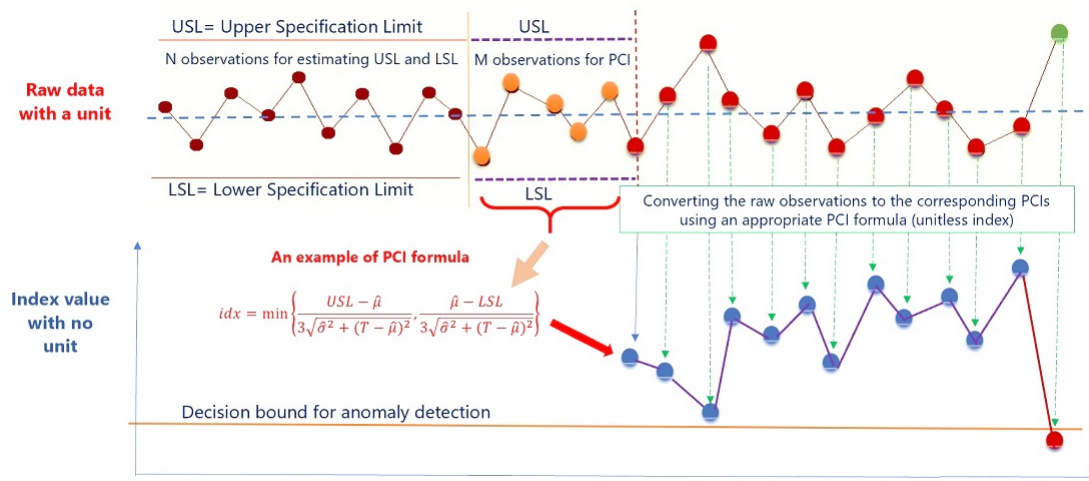 USL= Upper Specification Limit
USL
N observations for estimating USL and LSL
M observations for PCI
Raw data
with a unit
LSL= Lower Specification Limit
LSL
Converting the raw observations to the corresponding PCIs
using an appropriate PCI formula (unitless index)
An example of PCI formula
idx = min{ USL − μ̂ / 3√σ̂² + (T − μ̂)² , μ̂ − LSL / 3√σ̂² + (T − μ̂)² }
Index value
with no
unit
Decision bound for anomaly detection